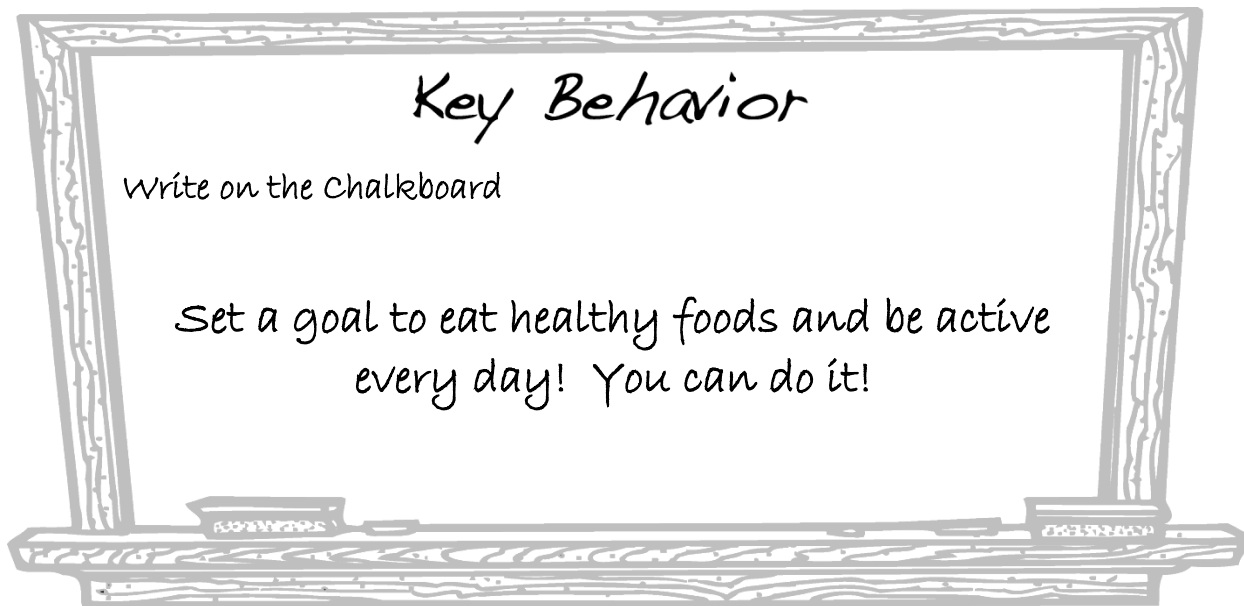 Key Behavior
Write on the Chalkboard
Set a goal to eat healthy foods and be active
every day!  You can do it!